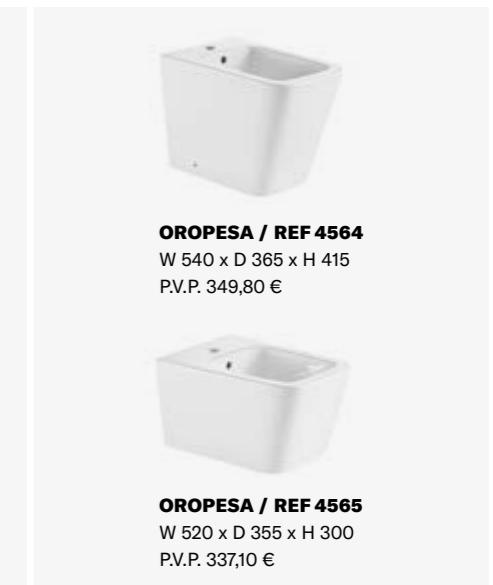 OROPESA / REF 4564
W 540 x D 365 x H 415
P.V.P. 349,80 €
OROPESA / REF 4565
W 520 x D 355 x H 300
P.V.P. 337,10 €